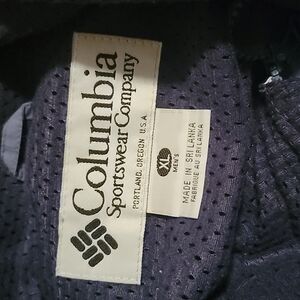 Columbia
Sportswear Company
PORTLAND, OREGON U.S.A.
XL
MEN'S
MADE IN SRI LANKA
FABRIQUE AU SRI LANKA